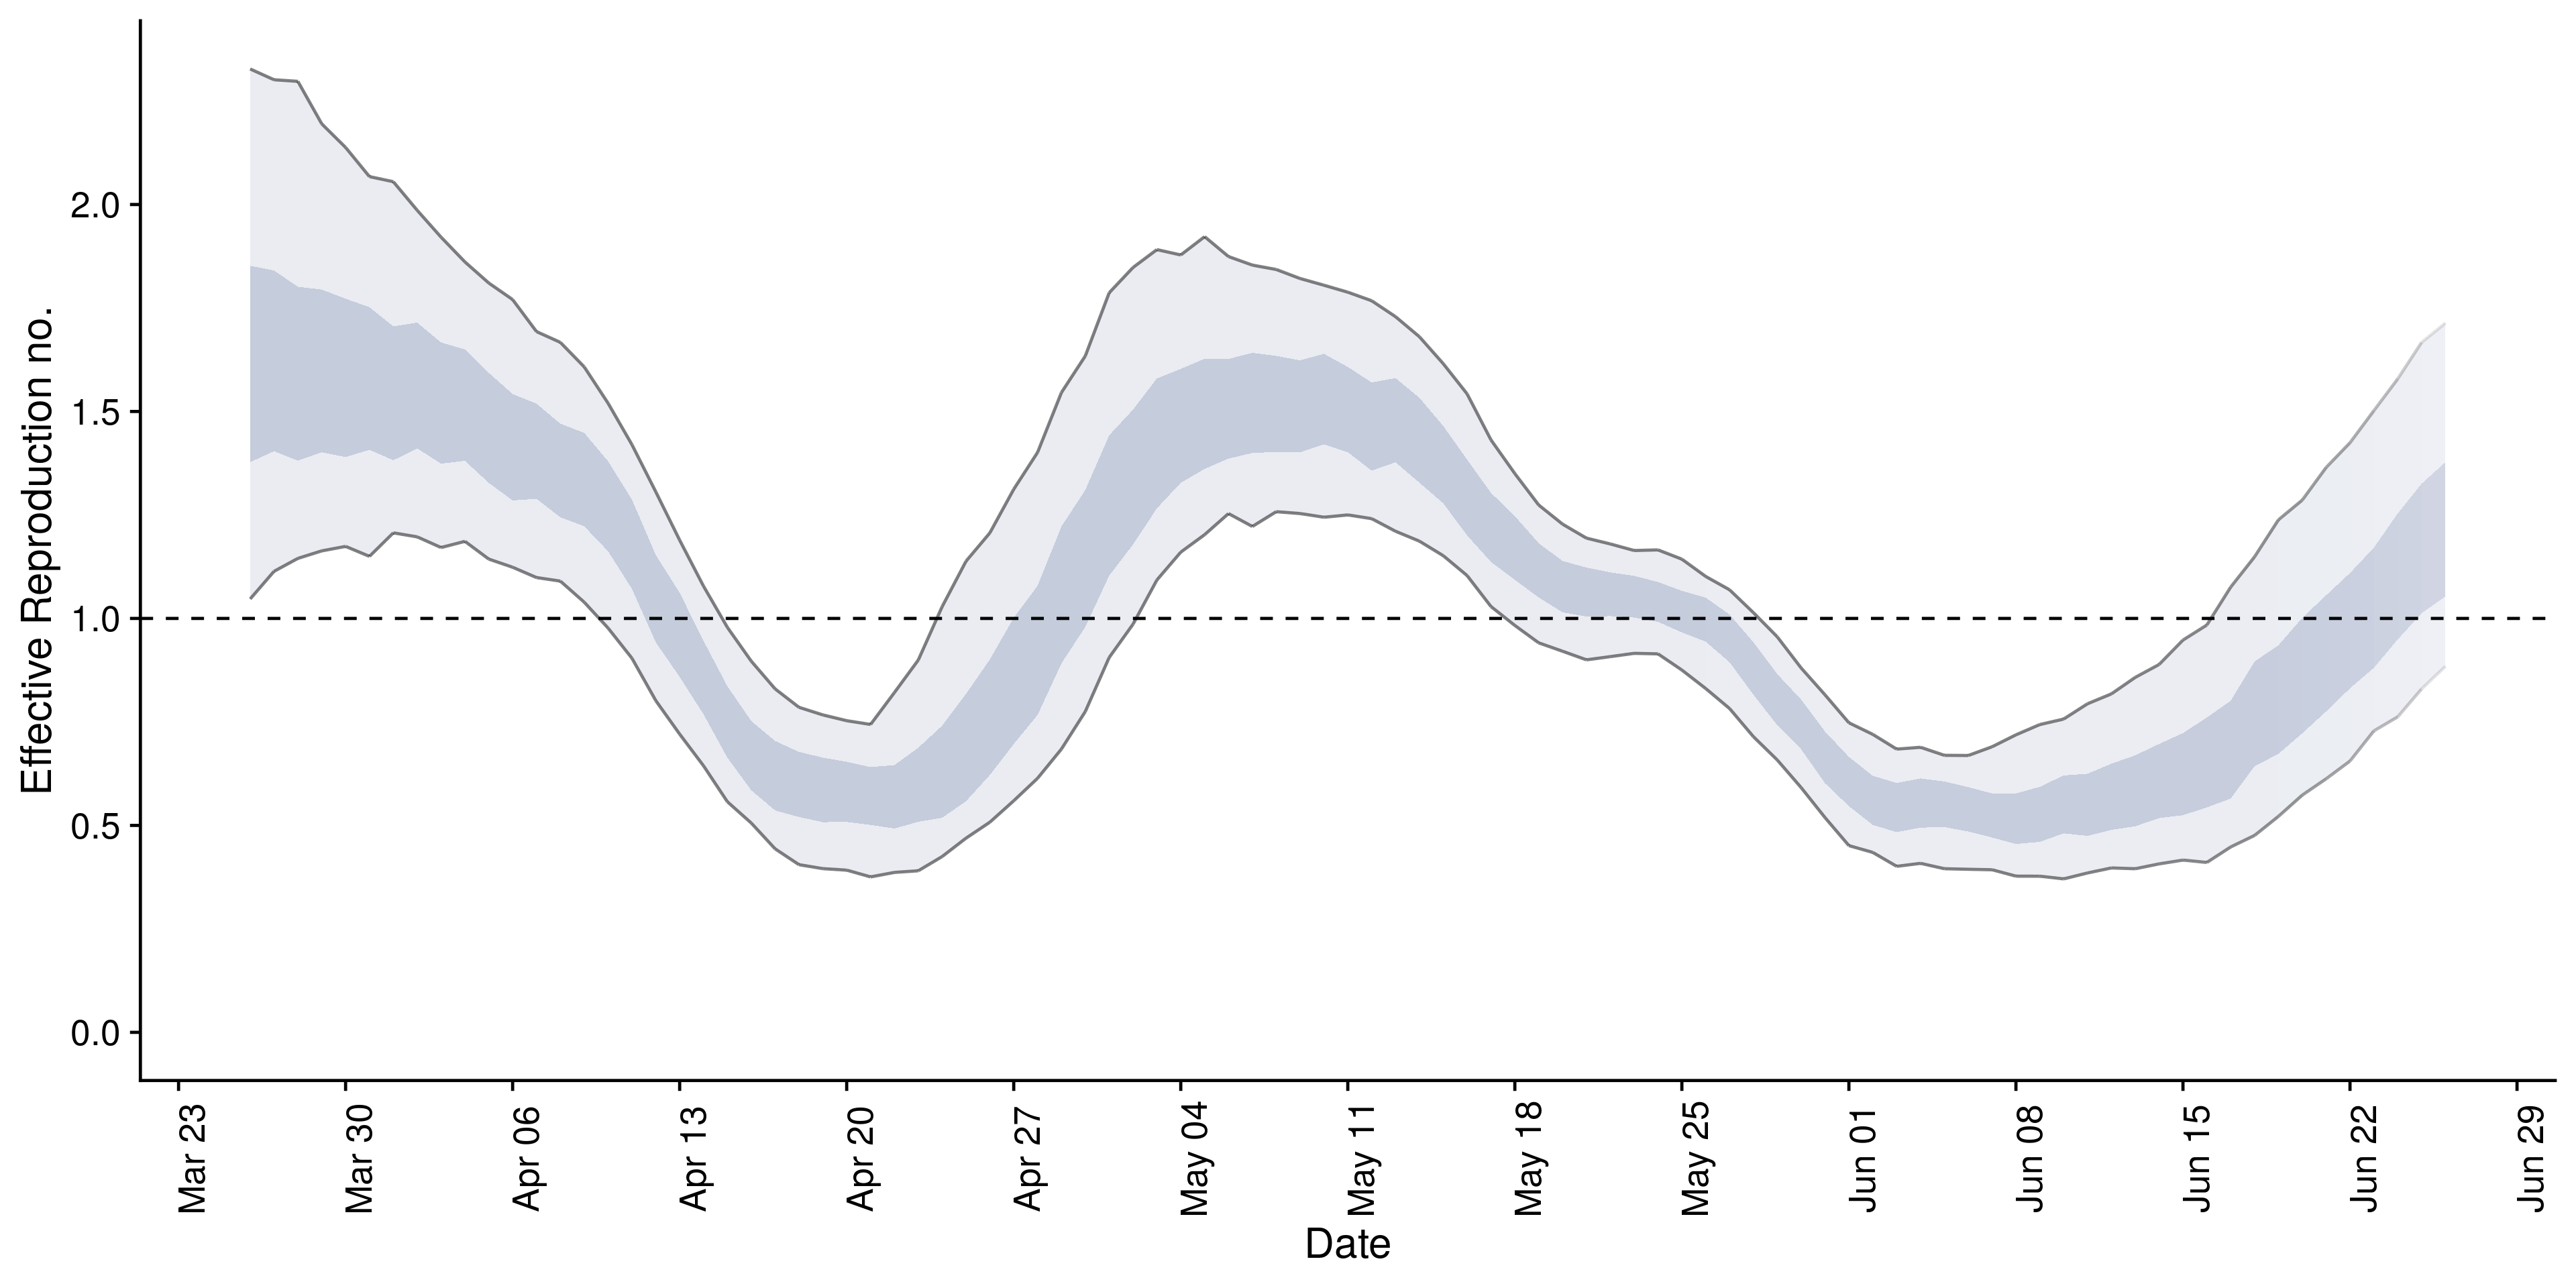 Effective Reproduction no.
2.0
1.5
1.0
0.5
0.0
Mar 23
Mar 30
Apr 06
Apr 13
Apr 20
Apr 27
May 04
May 11
May 18
May 25
Jun 01
Jun 08
Jun 15
Jun 22
Jun 29
Date